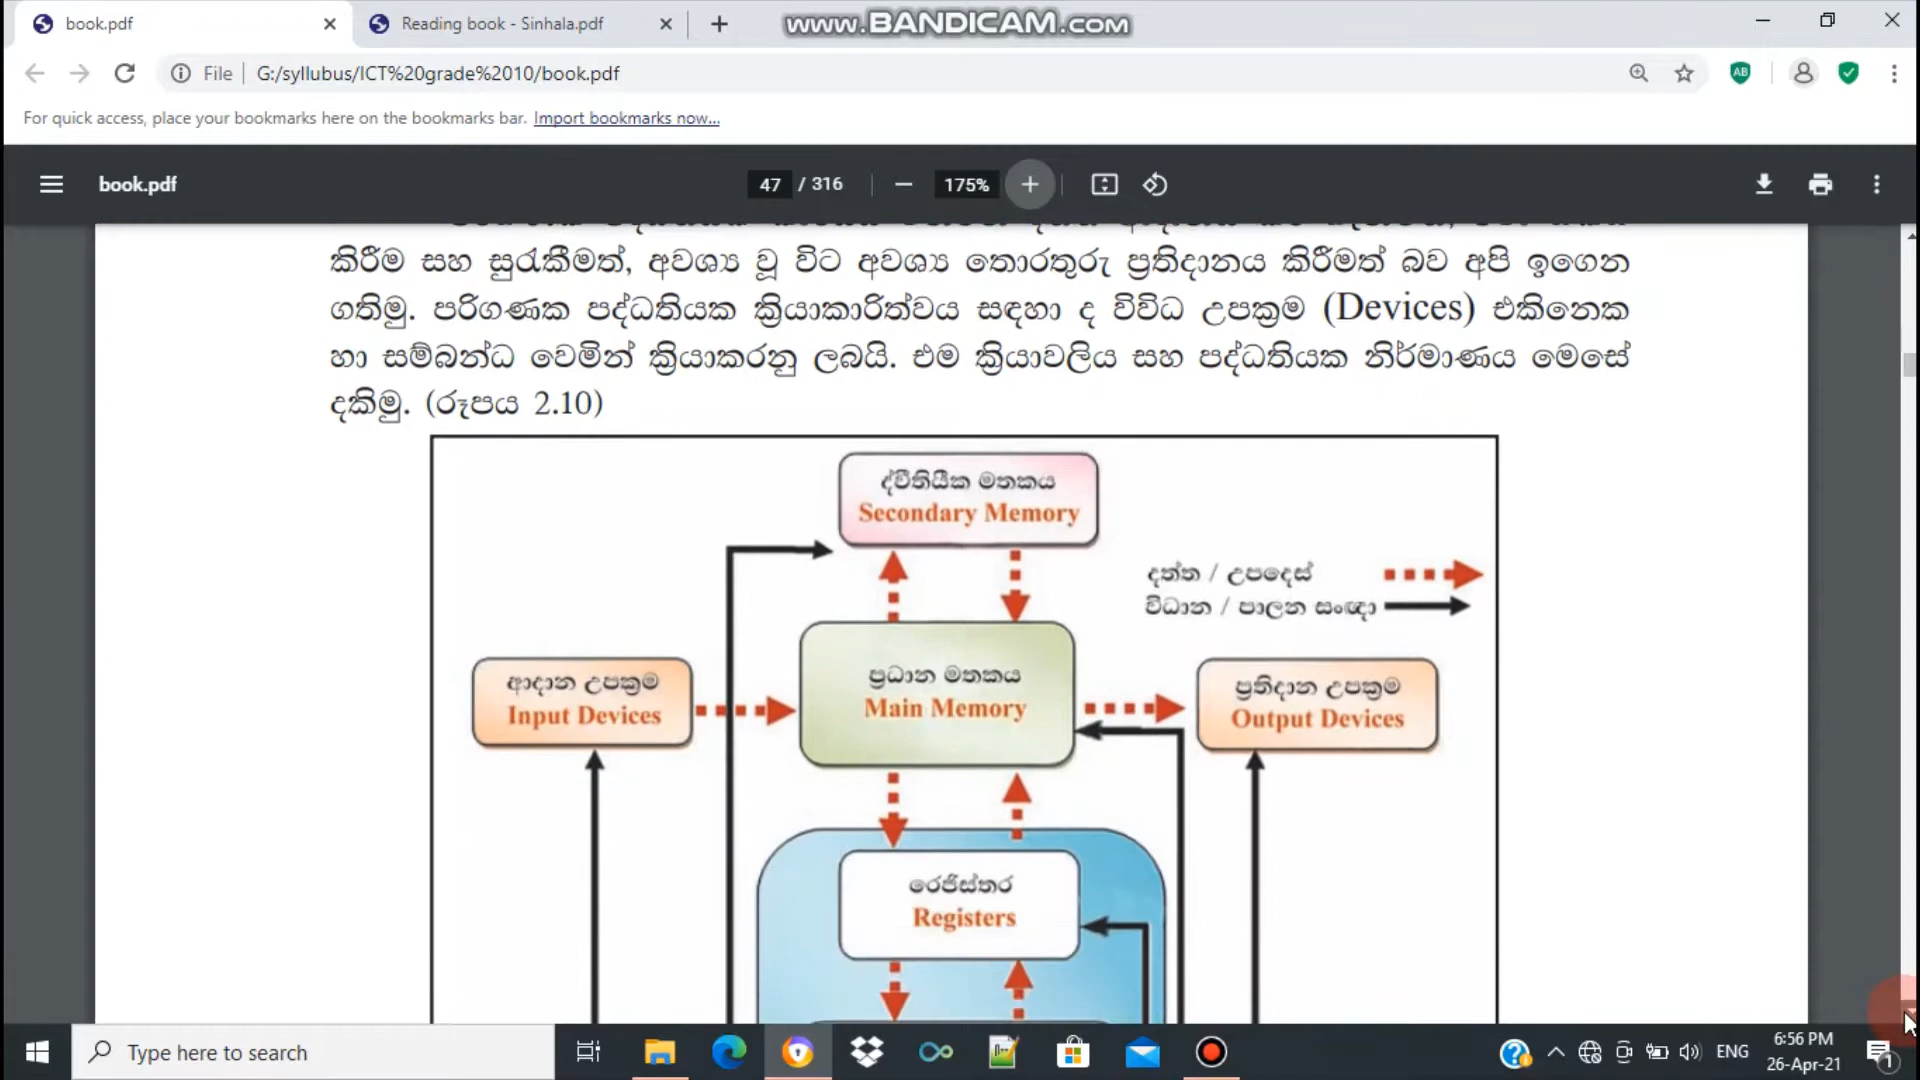 book.pdf
Reading book - Sinhala.pdf
www.BANDICAM.com
File
G:/syllubus/ICT%20grade%2010/book.pdf
AB
For quick access, place your bookmarks here on the bookmarks bar. Import bookmarks now...
book.pdf
47 / 316
175%
කිරීම සහ සුරැකීමත්, අවශ්‍ය වූ විට අවශ්‍ය තොරතුරු ප්‍රතිදානය කිරීමත් බව අපි ඉගෙන
ගතිමු. පරිගණක පද්ධතියක ක්‍රියාකාරිත්වය සඳහා ද විවිධ උපක්‍රම (Devices) එකිනෙක
හා සම්බන්ධ වෙමින් ක්‍රියාකරනු ලබයි. එම ක්‍රියාවලිය සහ පද්ධතියක නිර්මාණය මෙසේ
දකිමු. (රූපය 2.10)
ද්වීතියීක මතකය
Secondary Memory
දත්ත / උපදෙස්
විධාන / පාලන සංඥා
ආදාන උපක්‍රම
Input Devices
ප්‍රධාන මතකය
Main Memory
ප්‍රතිදාන උපක්‍රම
Output Devices
රෙජිස්තර
Registers
Type here to search
ENG
6:56 PM
26-Apr-21
1